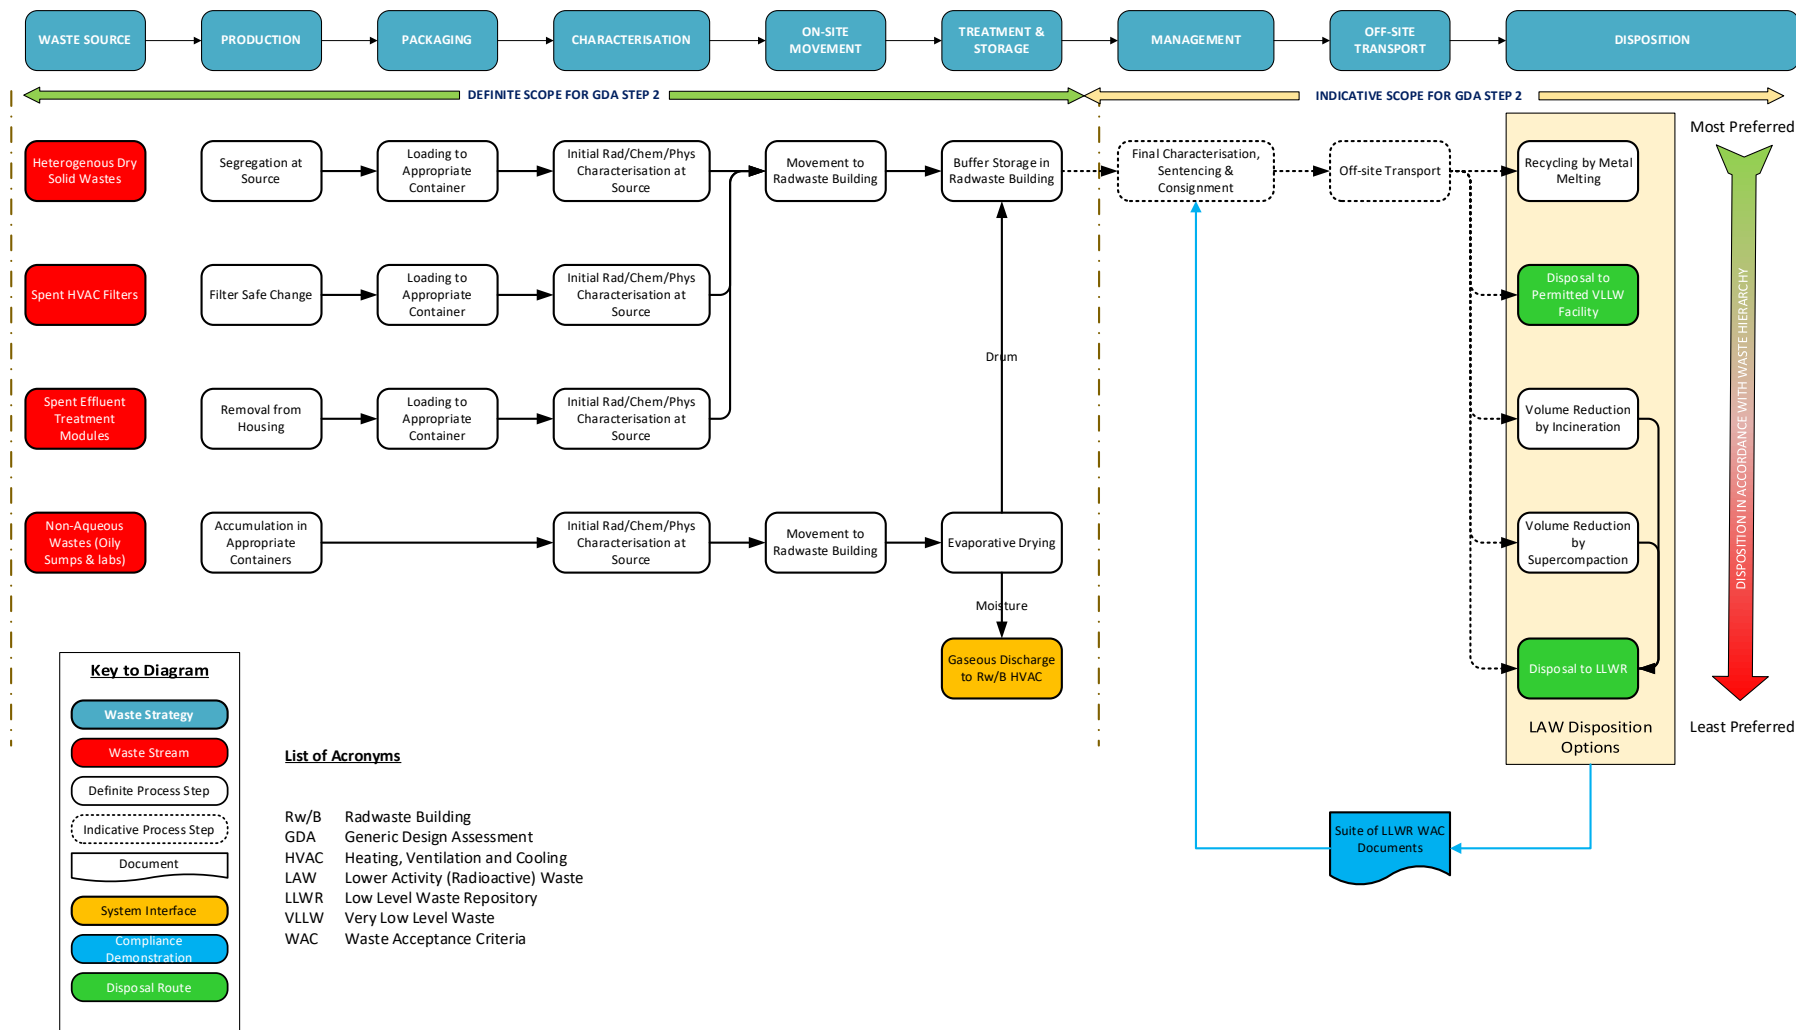 WASTE SOURCE
PRODUCTION
PACKAGING
CHARACTERISATION
ON-SITE
MOVEMENT
TREATMENT &
STORAGE
MANAGEMENT
OFF-SITE
TRANSPORT
DISPOSITION
DEFINITE SCOPE FOR GDA STEP 2
INDICATIVE SCOPE FOR GDA STEP 2
Most Preferred
Heterogenous Dry
Solid Wastes
Segregation at
Source
Loading to
Appropriate
Container
Initial Rad/Chem/Phys
Characterisation at
Source
Movement to
Radwaste Building
Buffer Storage in
Radwaste Building
Final Characterisation,
Sentencing &
Consignment
Off-site Transport
Recycling by Metal
Melting
Spent HVAC Filters
Filter Safe Change
Loading to
Appropriate
Container
Initial Rad/Chem/Phys
Characterisation at
Source
Disposal to
Permitted VLLW
Facility
Drum
DISPOSITION IN ACCORDANCE WITH WASTE HIERARCHY
Spent Effluent
Treatment
Modules
Removal from
Housing
Loading to
Appropriate
Container
Initial Rad/Chem/Phys
Characterisation at
Source
Volume Reduction
by Incineration
Non-Aqueous
Wastes (Oily
Sumps & labs)
Accumulation in
Appropriate
Containers
Initial Rad/Chem/Phys
Characterisation at
Source
Movement to
Radwaste Building
Evaporative Drying
Volume Reduction
by
Supercompaction
Moisture
Gaseous Discharge
to Rw/B HVAC
Disposal to LLWR
LAW Disposition
Options
Least Preferred
Key to Diagram
Waste Strategy
Waste Stream
Definite Process Step
Indicative Process Step
Document
System Interface
Compliance
Demonstration
Disposal Route
List of Acronyms
Rw/B Radwaste Building
GDA Generic Design Assessment
HVAC Heating, Ventilation and Cooling
LAW Lower Activity (Radioactive) Waste
LLWR Low Level Waste Repository
VLLW Very Low Level Waste
WAC Waste Acceptance Criteria
Suite of LLWR WAC
Documents